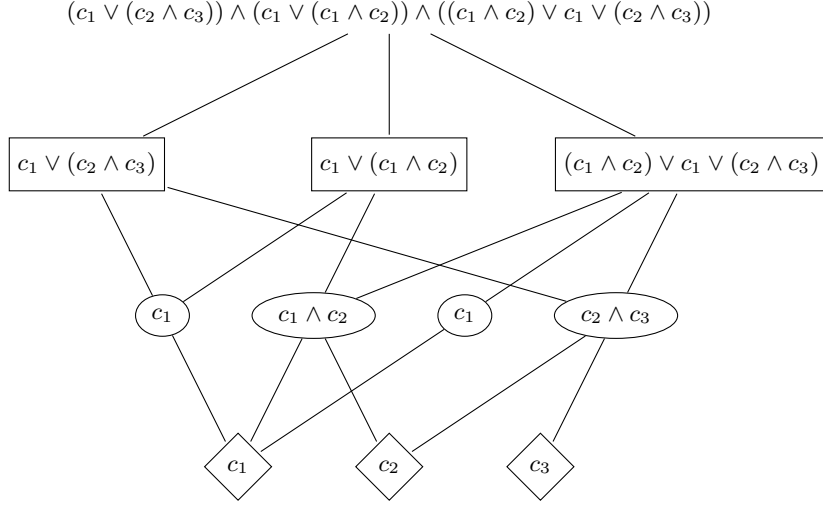 (c₁ ∨ (c₂ ∧ c₃)) ∧ (c₁ ∨ (c₁ ∧ c₂)) ∧ ((c₁ ∧ c₂) ∨ c₁ ∨ (c₂ ∧ c₃))
c₁ ∨ (c₂ ∧ c₃)
c₁ ∨ (c₁ ∧ c₂)
(c₁ ∧ c₂) ∨ c₁ ∨ (c₂ ∧ c₃)
c₁
c₁ ∧ c₂
c₁
c₂ ∧ c₃
c₁
c₂
c₃